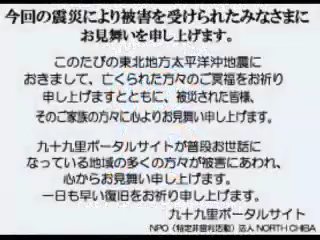 今回の震災により被害を受けられたみなさまに
お見舞いを申し上げます。
このたびの東北地方太平洋沖地震に
おきまして、亡くられた方々のご冥福をお祈り
申し上げますとともに、被災された皆様、
そのご家族の方々に心よりお見舞い申し上げます。
九十九里ポータルサイトが普段お世話に
なっている地域の多くの方々が被害にあわれ、
心からお見舞い申し上げます。
一日も早い復旧をお祈り申し上げます。
九十九里ポータルサイト
NPO（特定非営利活動）法人 NORTH CHIBA